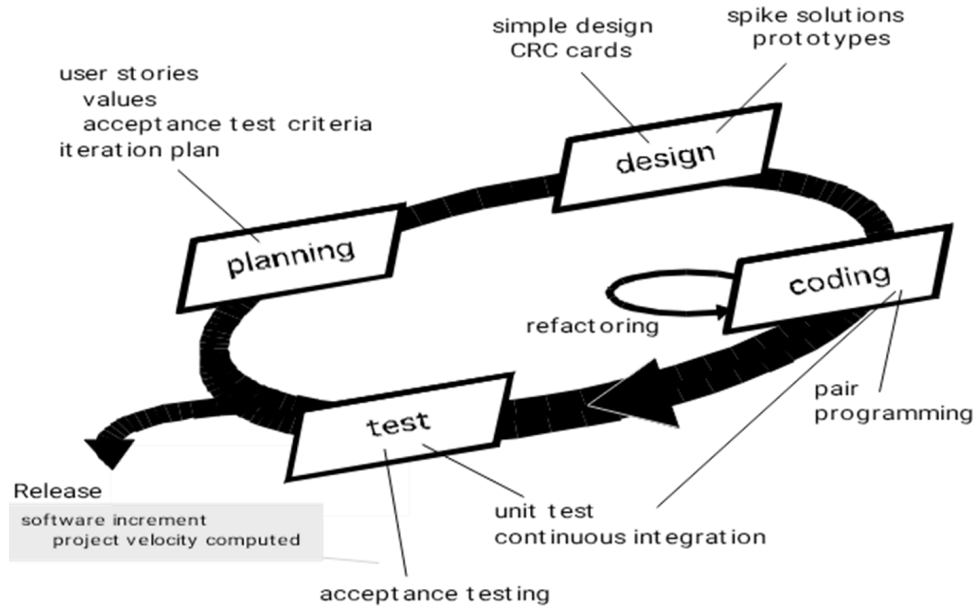 spike solutions
prototypes
simple design
CRC cards
user stories
values
acceptance test criteria
iteration plan
design
planning
coding
refactoring
test
pair
programming
Release
software increment
project velocity computed
unit test
continuous integration
acceptance testing